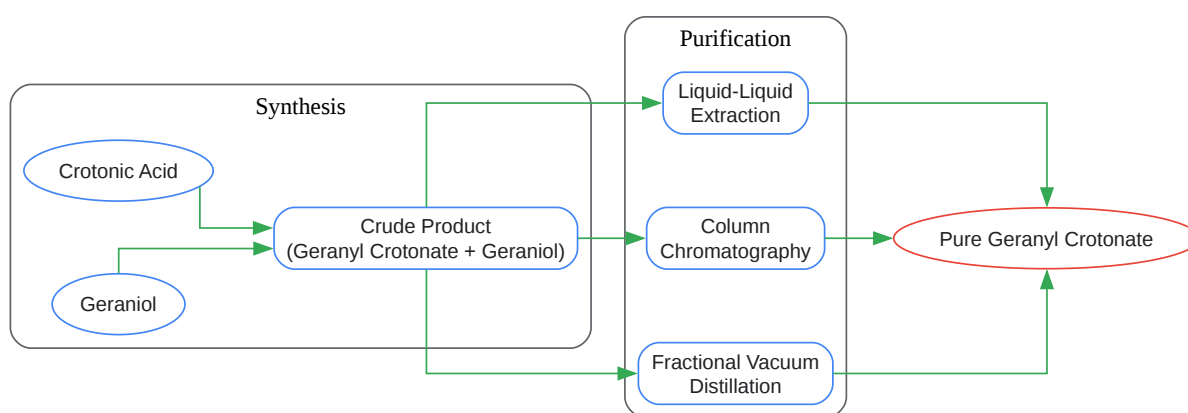 Synthesis
Crotonic Acid
Geraniol
Crude Product
(Geranyl Crotonate + Geraniol)
Purification
Liquid-Liquid
Extraction
Column
Chromatography
Fractional Vacuum
Distillation
Pure Geranyl Crotonate